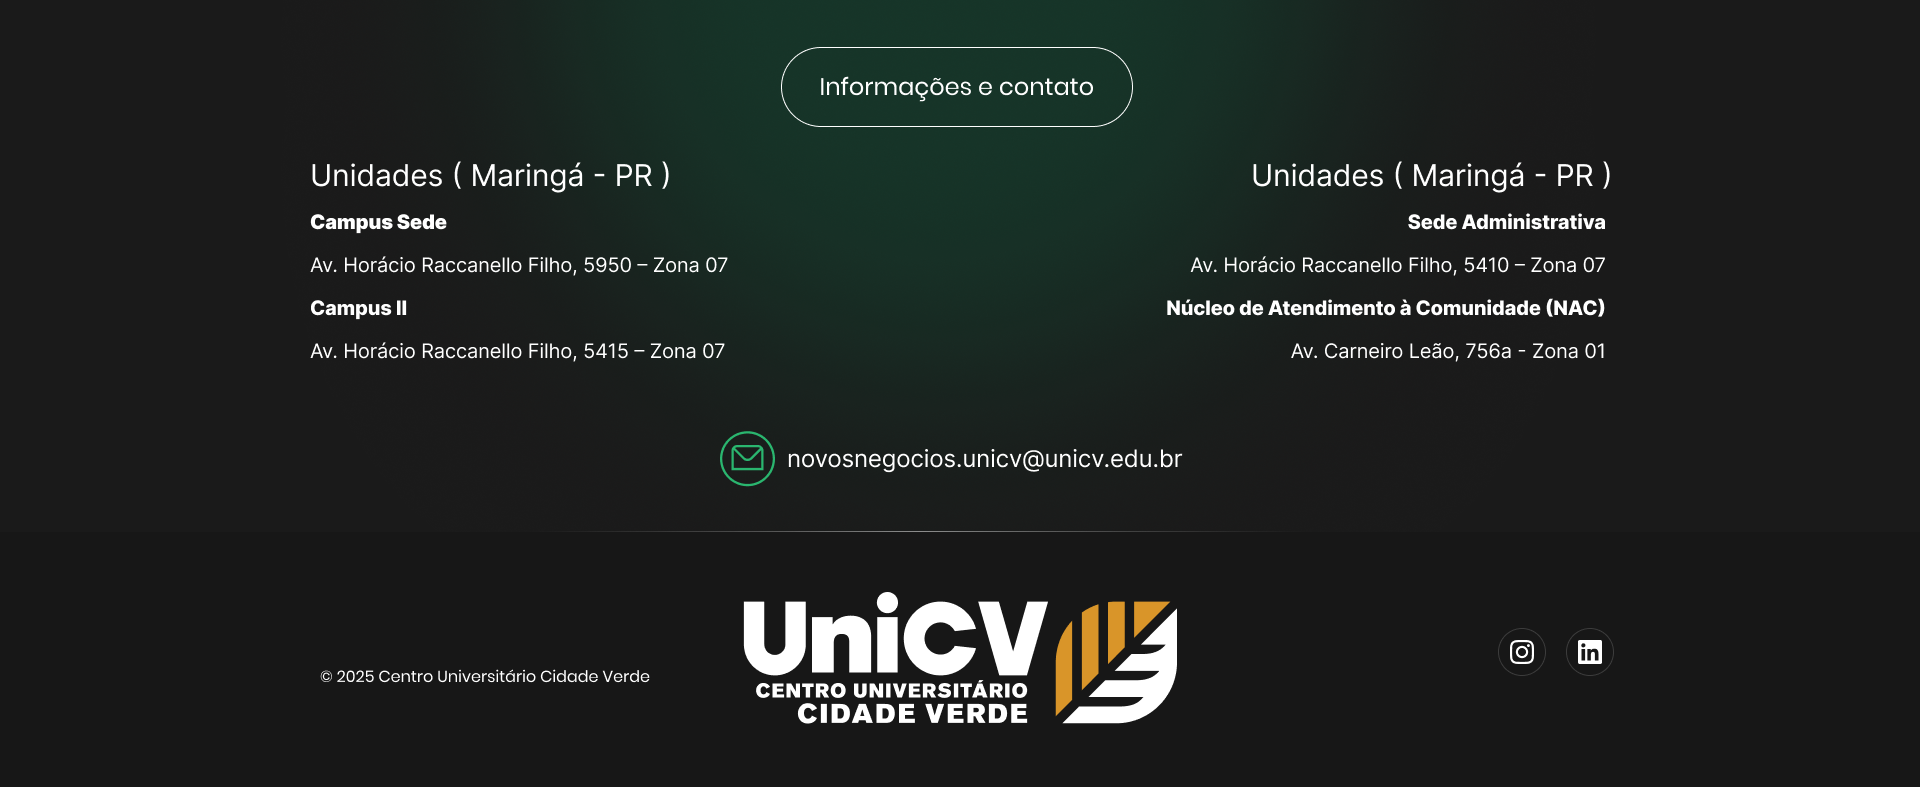 Informações e contato
Unidades ( Maringá - PR )
Campus Sede
Av. Horácio Raccanello Filho, 5950 – Zona 07
Campus II
Av. Horácio Raccanello Filho, 5415 – Zona 07
Unidades ( Maringá - PR )
Sede Administrativa
Av. Horácio Raccanello Filho, 5410 – Zona 07
Núcleo de Atendimento à Comunidade (NAC)
Av. Carneiro Leão, 756a - Zona 01
novosnegocios.unicv@unicv.edu.br
© 2025 Centro Universitário Cidade Verde
UniCV
CENTRO UNIVERSITÁRIO
CIDADE VERDE
in